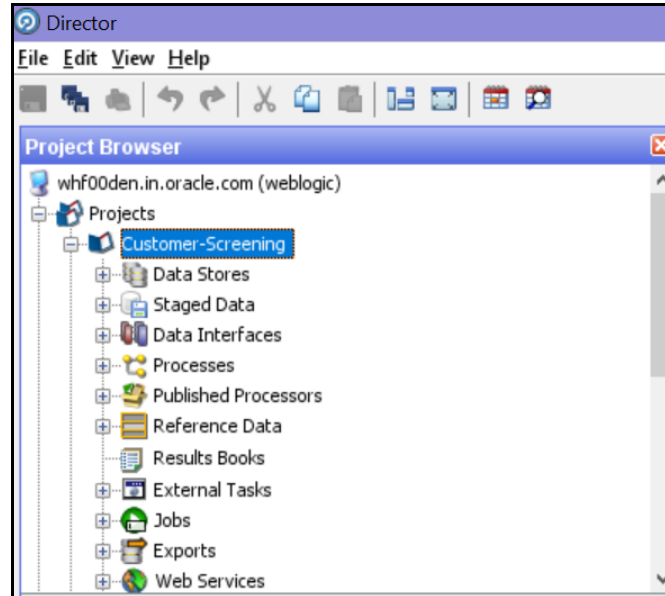 Director
File Edit View Help
Project Browser
whf00den.in.oracle.com (weblogic)
Projects
Customer-Screening
Data Stores
Staged Data
Data Interfaces
Processes
Published Processors
Reference Data
Results Books
External Tasks
Jobs
Exports
Web Services